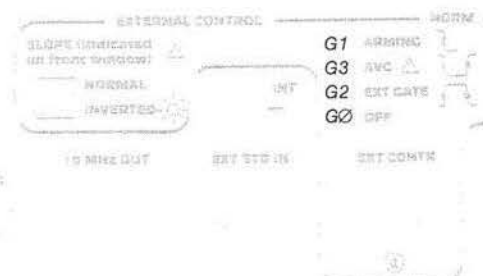 EXTERNAL CONTROL
NORM
SLOPE (indicated
on front window)
NORMAL
INVERTED
INT
G1 ARMING
G3 AVG
G2 EXT GATE
GØ OFF
10 MHZ OUT
EXT STD IN
EXT CONTR